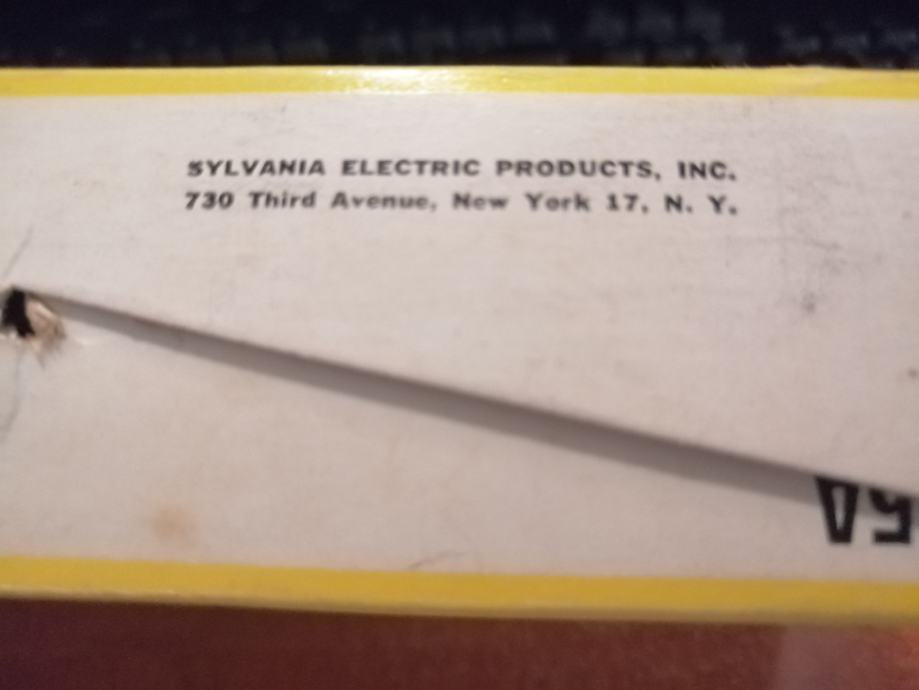 SYLVANIA ELECTRIC PRODUCTS, INC.
730 Third Avenue, New York 17, N. Y.